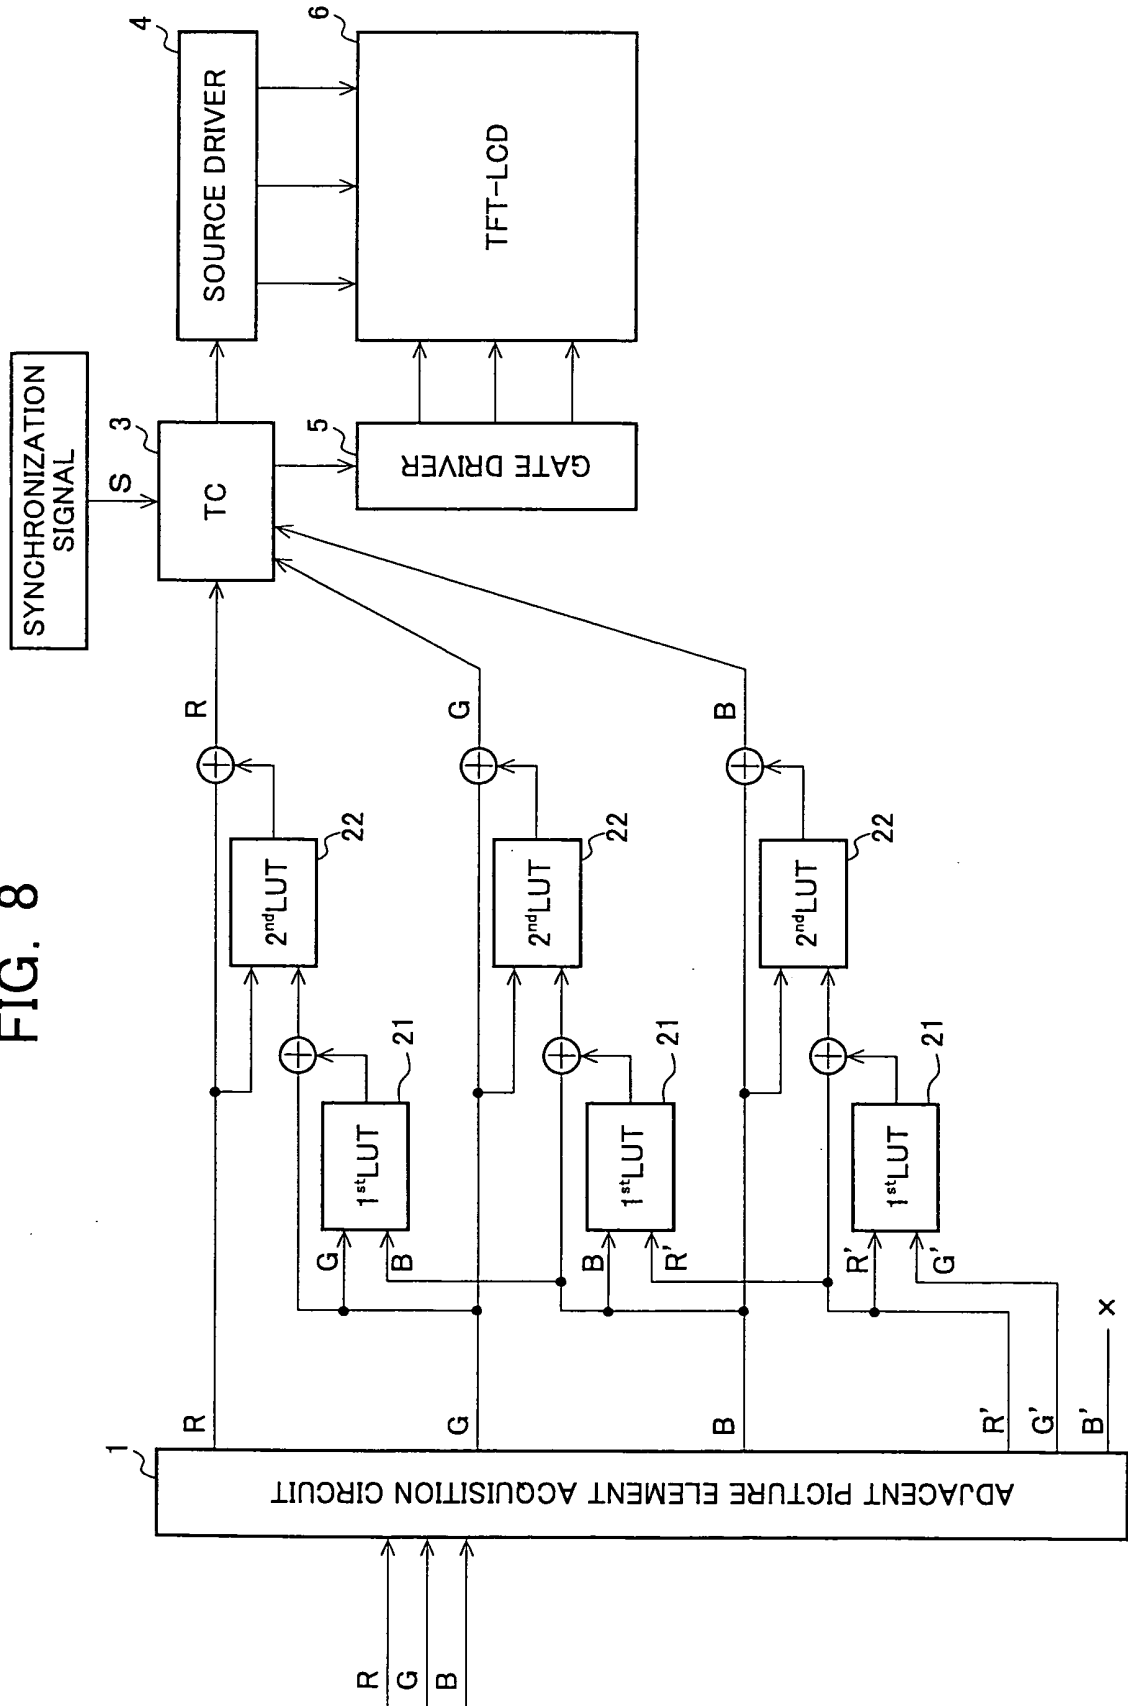 FIG. 8
SYNCHRONIZATION
SIGNAL
S
3
TC
4
SOURCE DRIVER
5
GATE DRIVER
6
TFT-LCD
1
ADJACENT PICTURE ELEMENT ACQUISITION CIRCUIT
R
G
B
R
G
B
R'
G'
B'
X
G
B
1stLUT
21
2ndLUT
22
R
B
R'
1stLUT
21
2ndLUT
22
G
R'
G'
1stLUT
21
2ndLUT
22
B